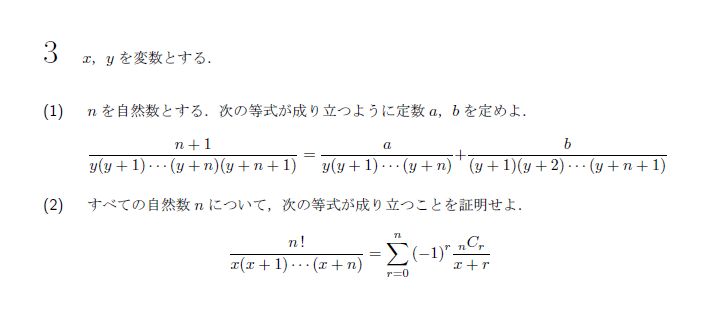 3 x, y を変数とする.
(1) n を自然数とする. 次の等式が成り立つように定数 a, b を定めよ.
\frac{n+1}{y(y+1)\cdots(y+n)(y+n+1)} = \frac{a}{y(y+1)\cdots(y+n)} + \frac{b}{(y+1)(y+2)\cdots(y+n+1)}
(2) すべての自然数 n について, 次の等式が成り立つことを証明せよ.
\frac{n!}{x(x+1)\cdots(x+n)} = \sum_{r=0}^{n} (-1)^r \frac{{}_nC_r}{x+r}